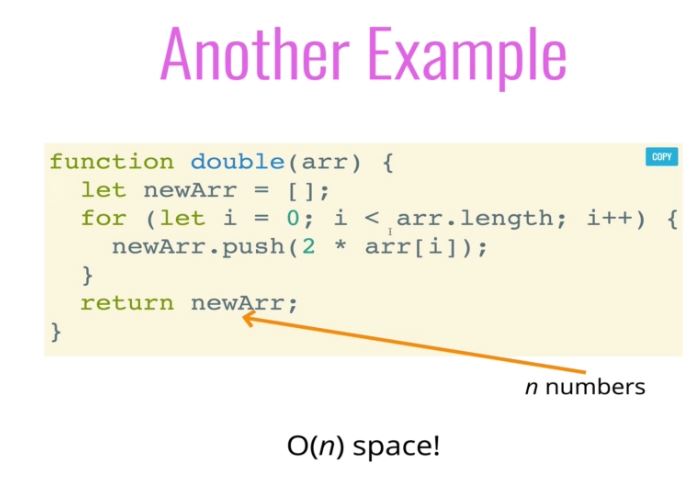 Another Example
COPY
function double(arr) {
  let newArr = [];
  for (let i = 0; i < arr.length; i++) {
    newArr.push(2 * arr[i]);
  }
  return newArr;
}
n numbers
O(n) space!